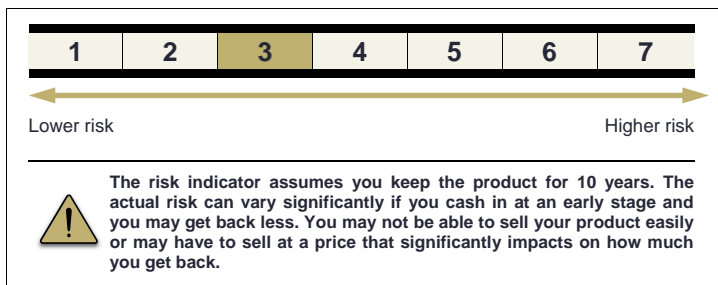 1 2 3 4 5 6 7
Lower risk Higher risk
The risk indicator assumes you keep the product for 10 years. The
actual risk can vary significantly if you cash in at an early stage and
you may get back less. You may not be able to sell your product easily
or may have to sell at a price that significantly impacts on how much
you get back.